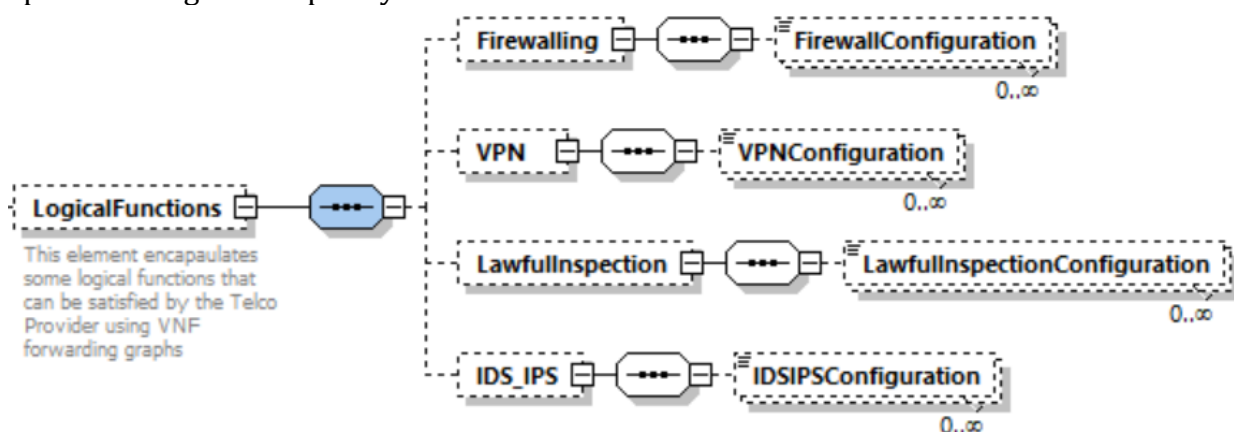 Firewalling
FirewallConfiguration
0..∞
VPN
VPNConfiguration
0..∞
LogicalFunctions
This element encapaulates
some logical functions that
can be satisfied by the Telco
Provider using VNF
forwarding graphs
LawfulInspection
LawfulInspectionConfiguration
0..∞
IDS_IPS
IDSIPSConfiguration
0..∞